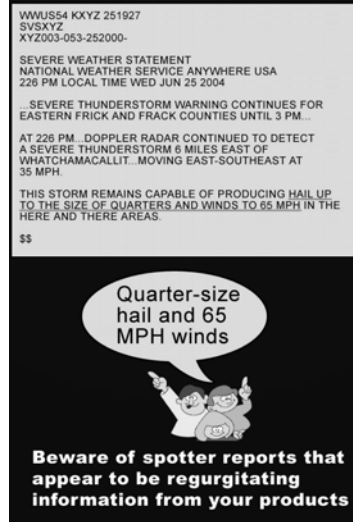 WWUS54 KXYZ 251927
SVSXYZ
XYZ003-053-252000-
SEVERE WEATHER STATEMENT
NATIONAL WEATHER SERVICE ANYWHERE USA
226 PM LOCAL TIME WED JUN 25 2004
...SEVERE THUNDERSTORM WARNING CONTINUES FOR
EASTERN FRICK AND FRACK COUNTIES UNTIL 3 PM...
AT 226 PM...DOPPLER RADAR CONTINUED TO DETECT
A SEVERE THUNDERSTORM 6 MILES EAST OF
WHATCHAMACALLIT...MOVING EAST-SOUTHEAST AT
35 MPH.
THIS STORM REMAINS CAPABLE OF PRODUCING HAIL UP
TO THE SIZE OF QUARTERS AND WINDS TO 65 MPH IN THE
HERE AND THERE AREAS.
$$
Quarter-size
hail and 65
MPH winds
Beware of spotter reports that
appear to be regurgitating
information from your products